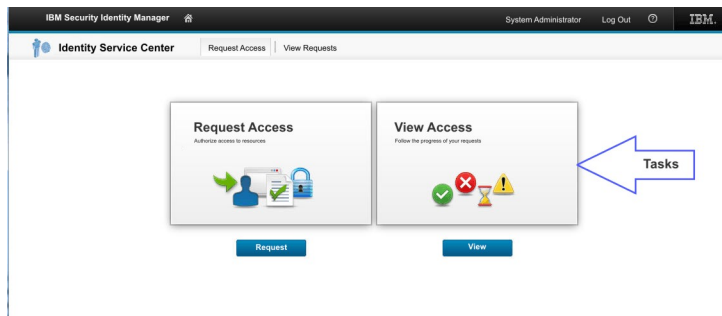 IBM Security Identity Manager
System Administrator
Log Out
?
IBM.
Identity Service Center
Request Access
View Requests
Request Access
Authorize access to resources
View Access
Follow the progress of your requests
Tasks
Request
View